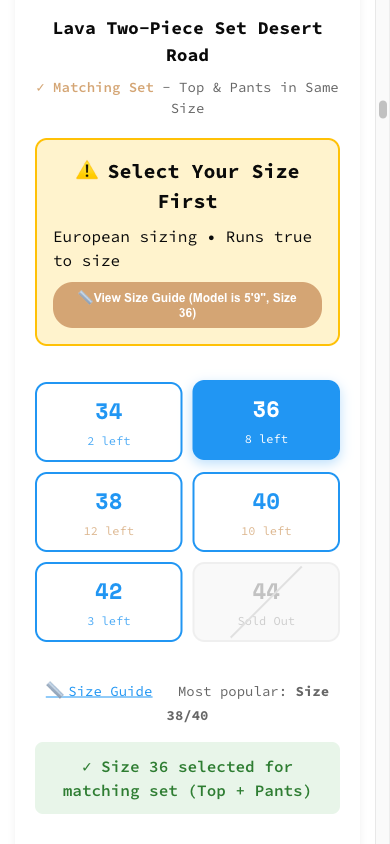 Lava Two-Piece Set Desert
Road
✓ Matching Set – Top & Pants in Same
Size
⚠️ Select Your Size
First
European sizing • Runs true
to size
📏View Size Guide (Model is 5'9", Size
36)
34
2 left
36
8 left
38
12 left
40
10 left
42
3 left
44
Sold Out
📏 Size Guide Most popular: Size
38/40
✓ Size 36 selected for
matching set (Top + Pants)